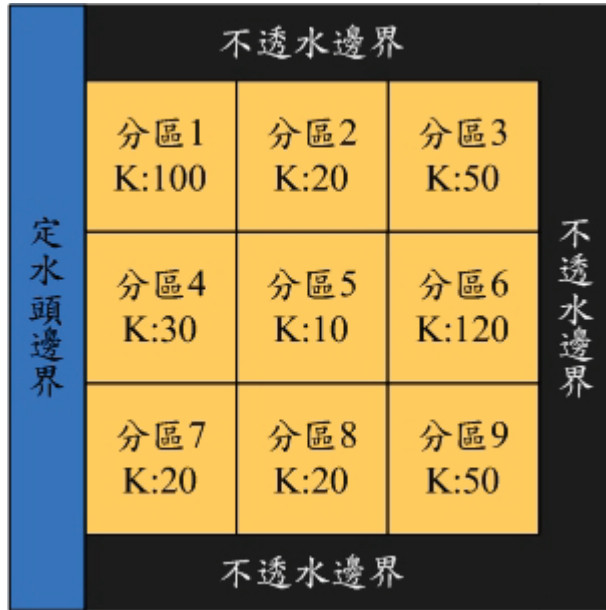 不透水邊界
分區1
K:100
分區2
K:20
分區3
K:50
定水頭邊界
分區4
K:30
分區5
K:10
分區6
K:120
不透水邊界
分區7
K:20
分區8
K:20
分區9
K:50
不透水邊界